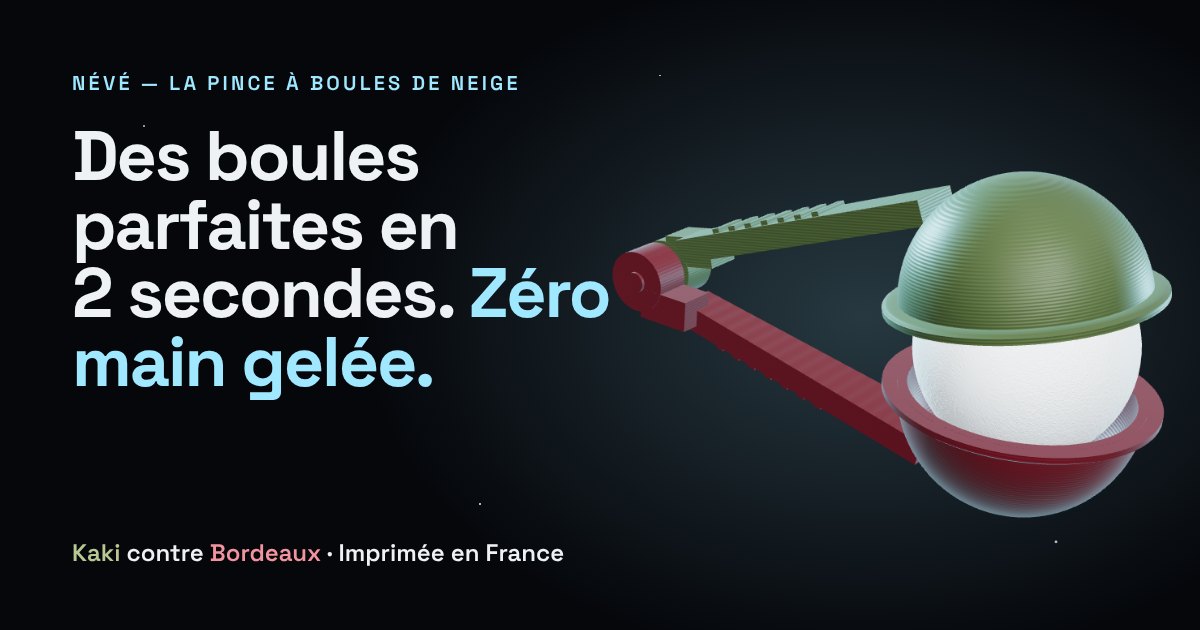 NÉVÉ — LA PINCE À BOULES DE NEIGE
Des boules
parfaites en
2 secondes. Zéro
main gelée.
Kaki contre Bordeaux · Imprimée en France